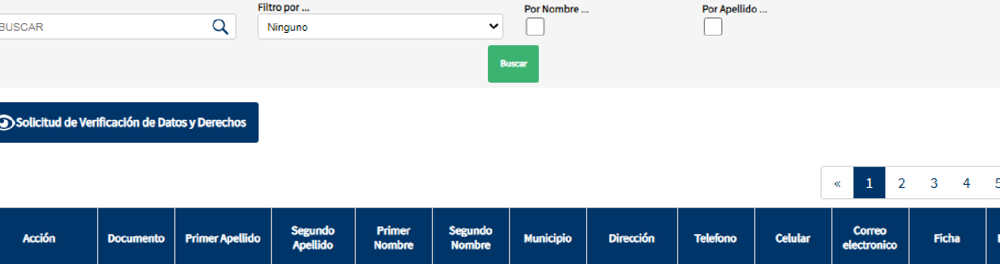 Filtro por ...
Por Nombre ...
Por Apellido ...
BUSCAR
Ninguno
Buscar
Solicitud de Verificación de Datos y Derechos
« 1 2 3 4 5
Acción
Documento
Primer Apellido
Segundo
Apellido
Primer
Nombre
Segundo
Nombre
Municipio
Dirección
Telefono
Celular
Correo
electronico
Ficha